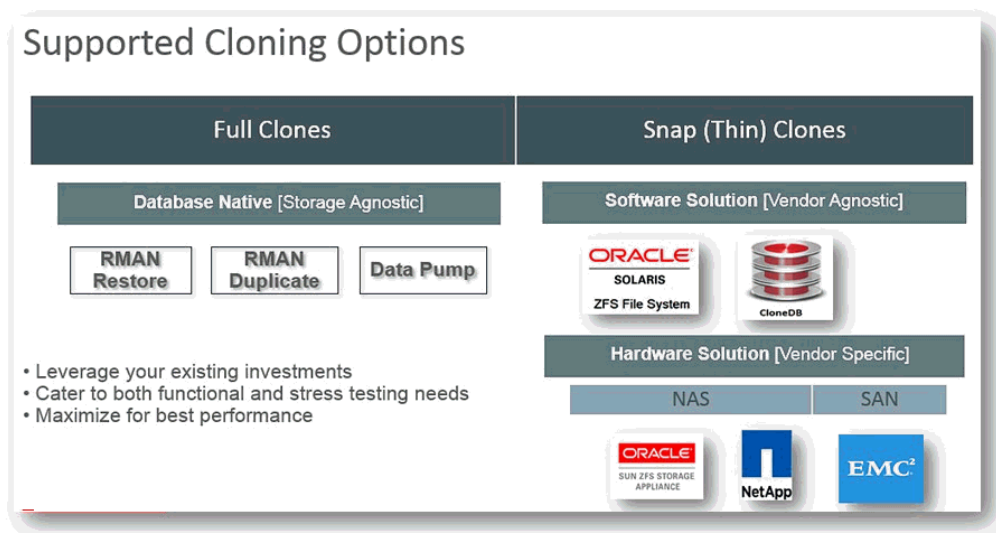 Supported Cloning Options
Full Clones
Snap (Thin) Clones
Database Native [Storage Agnostic]
RMAN
Restore
RMAN
Duplicate
Data Pump
• Leverage your existing investments
• Cater to both functional and stress testing needs
• Maximize for best performance
Software Solution [Vendor Agnostic]
ORACLE
SOLARIS
ZFS File System
CloneDB
Hardware Solution [Vendor Specific]
NAS
SAN
ORACLE
SUN ZFS STORAGE
APPLIANCE
NetApp
EMC²